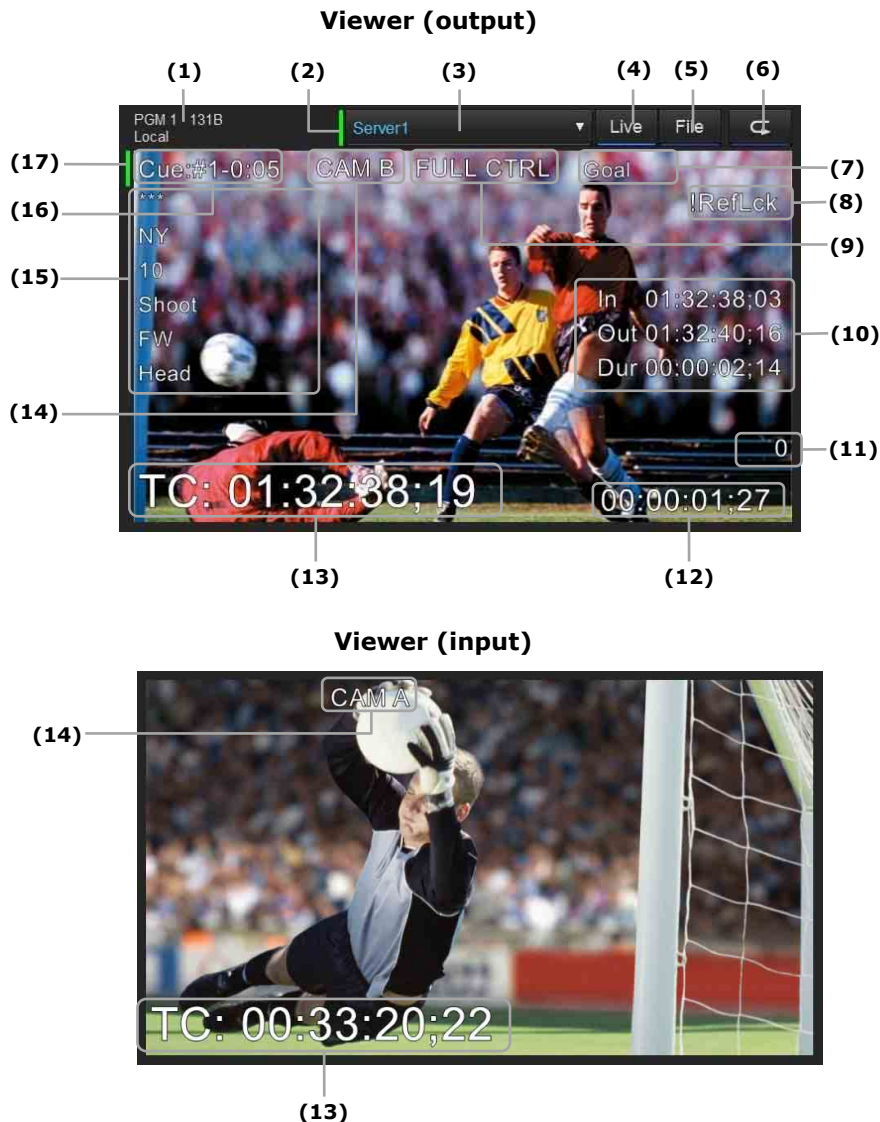 Viewer (output)
(1) (2) (3) (4) (5) (6)
PGM 1 131B
Local
Server1 ▼ Live File
(17) Cue:#1-0;05 CAM B FULL CTRL Goal (7)
(16) *** !RefLck (8)
NY (9)
(15) 10
In 01:32:38;03
Shoot
Out 01:32:40;16 (10)
FW
Dur 00:00:02;14
Head
(14)
0 (11)
TC: 01:32:38;19 00:00:01;27
(13) (12)
Viewer (input)
CAM A
(14)
TC: 00:33:20;22
(13)